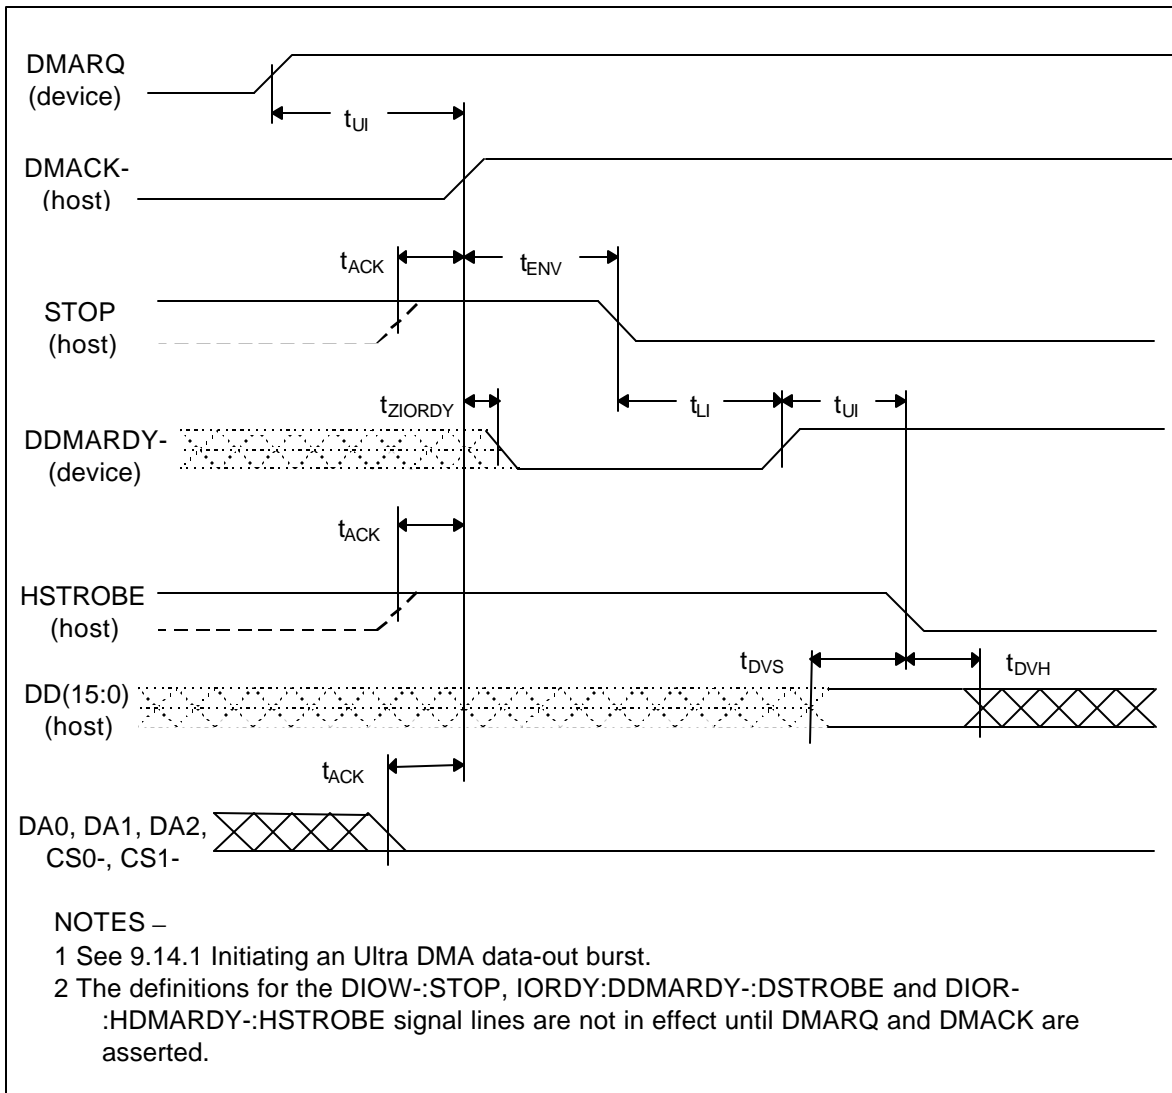 DMARQ
(device)
tUI
DMACK-
(host)
tACK
tENV
STOP
(host)
tZIORDY
tLI
tUI
DDMARDY-
(device)
tACK
HSTROBE
(host)
tDVS
tDVH
DD(15:0)
(host)
tACK
DA0, DA1, DA2,
CS0-, CS1-
NOTES –
1 See 9.14.1 Initiating an Ultra DMA data-out burst.
2 The definitions for the DIOW-:STOP, IORDY:DDMARDY-:DSTROBE and DIOR-
:HDMARDY-:HSTROBE signal lines are not in effect until DMARQ and DMACK are
asserted.